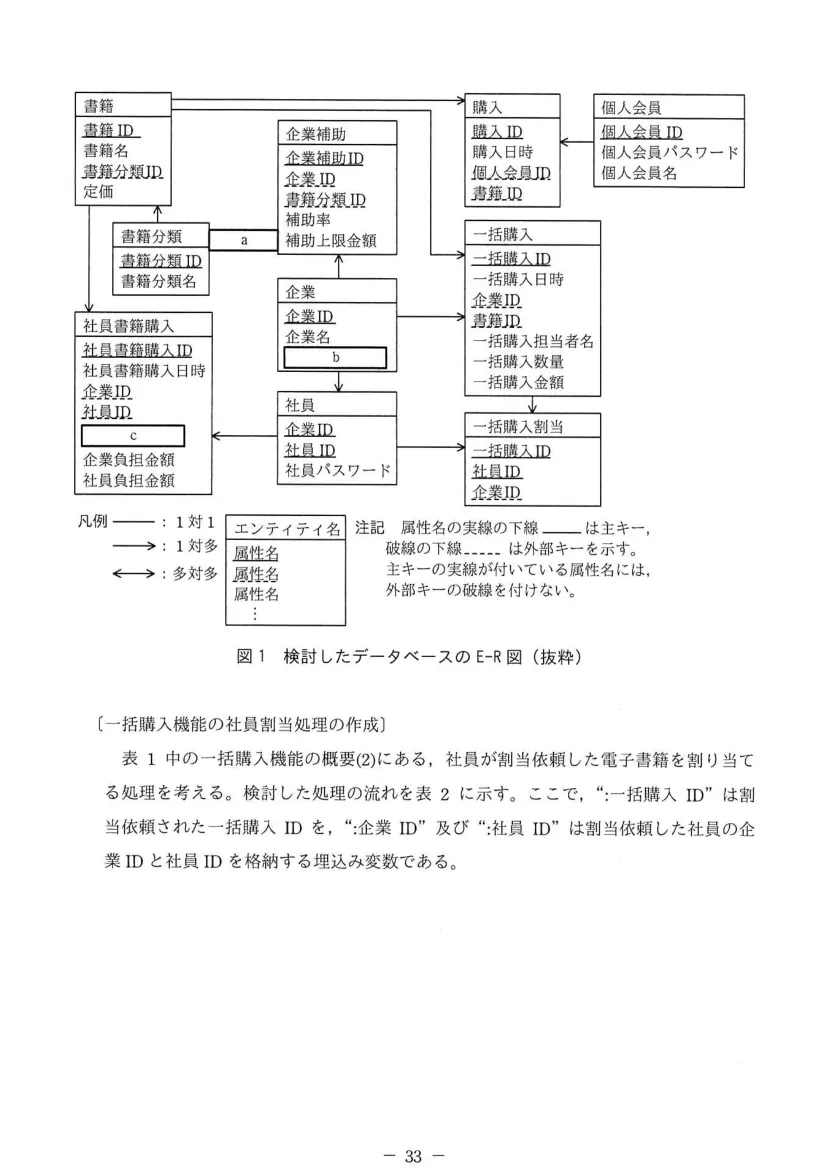 書籍
書籍 ID
書籍名
書籍分類ID
定価
企業補助
企業補助ID
企業 ID
書籍分類 ID
補助率
補助上限金額
購入
購入 ID
購入日時
個人会員ID
書籍 ID
個人会員
個人会員 ID
個人会員パスワード
個人会員名
書籍分類
書籍分類 ID
書籍分類名
a
一括購入
一括購入ID
一括購入日時
企業ID
書籍ID
一括購入担当者名
一括購入数量
一括購入金額
企業
企業ID
企業名
b
社員書籍購入
社員書籍購入ID
社員書籍購入日時
企業ID
社員ID
c
企業負担金額
社員負担金額
社員
企業ID
社員 ID
社員パスワード
一括購入割当
一括購入ID
社員ID
企業ID
凡例 : 1 対 1
: 1 対多
: 多対多
エンティティ名
属性名
属性名
属性名
⋮
注記 属性名の実線の下線 は主キー，
破線の下線 は外部キーを示す。
主キーの実線が付いている属性名には，
外部キーの破線を付けない。
図 1 検討したデータベースの E-R 図（抜粋）
〔一括購入機能の社員割当処理の作成〕
表 1 中の一括購入機能の概要(2)にある，社員が割当依頼した電子書籍を割り当て
る処理を考える。検討した処理の流れを表 2 に示す。ここで，“:一括購入 ID”は割
当依頼された一括購入 ID を，“:企業 ID”及び“:社員 ID”は割当依頼した社員の企
業 ID と社員 ID を格納する埋込み変数である。
－ 33 －